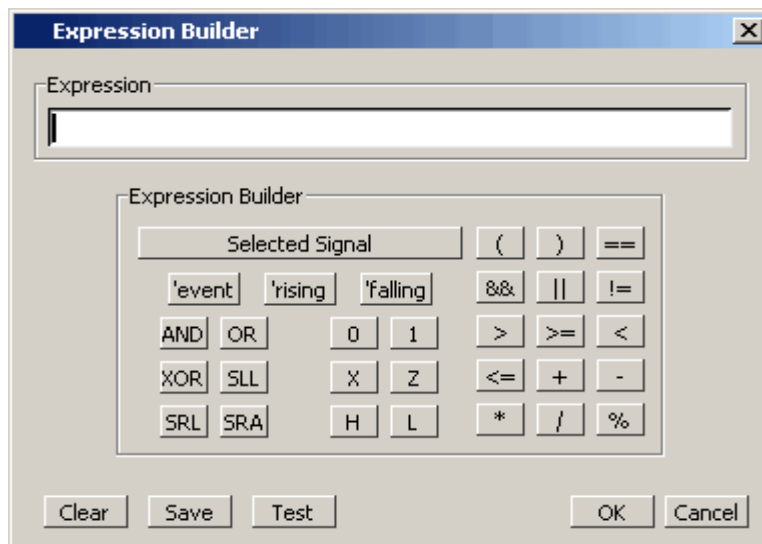 Expression Builder
Expression
Expression Builder
Selected Signal ( ) ==
'event 'rising 'falling && || !=
AND OR 0 1 > >= <
XOR SLL X Z <= + -
SRL SRA H L * / %
Clear Save Test OK Cancel